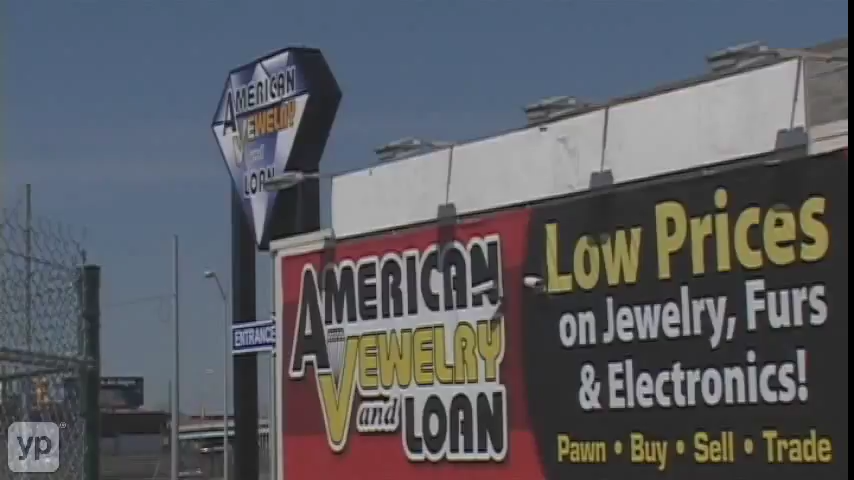 AMERICAN
JEWELRY
and
LOAN
ENTRANCE
AMERICAN
JEWELRY
and LOAN
Low Prices
on Jewelry, Furs
& Electronics!
Pawn • Buy • Sell • Trade
yp